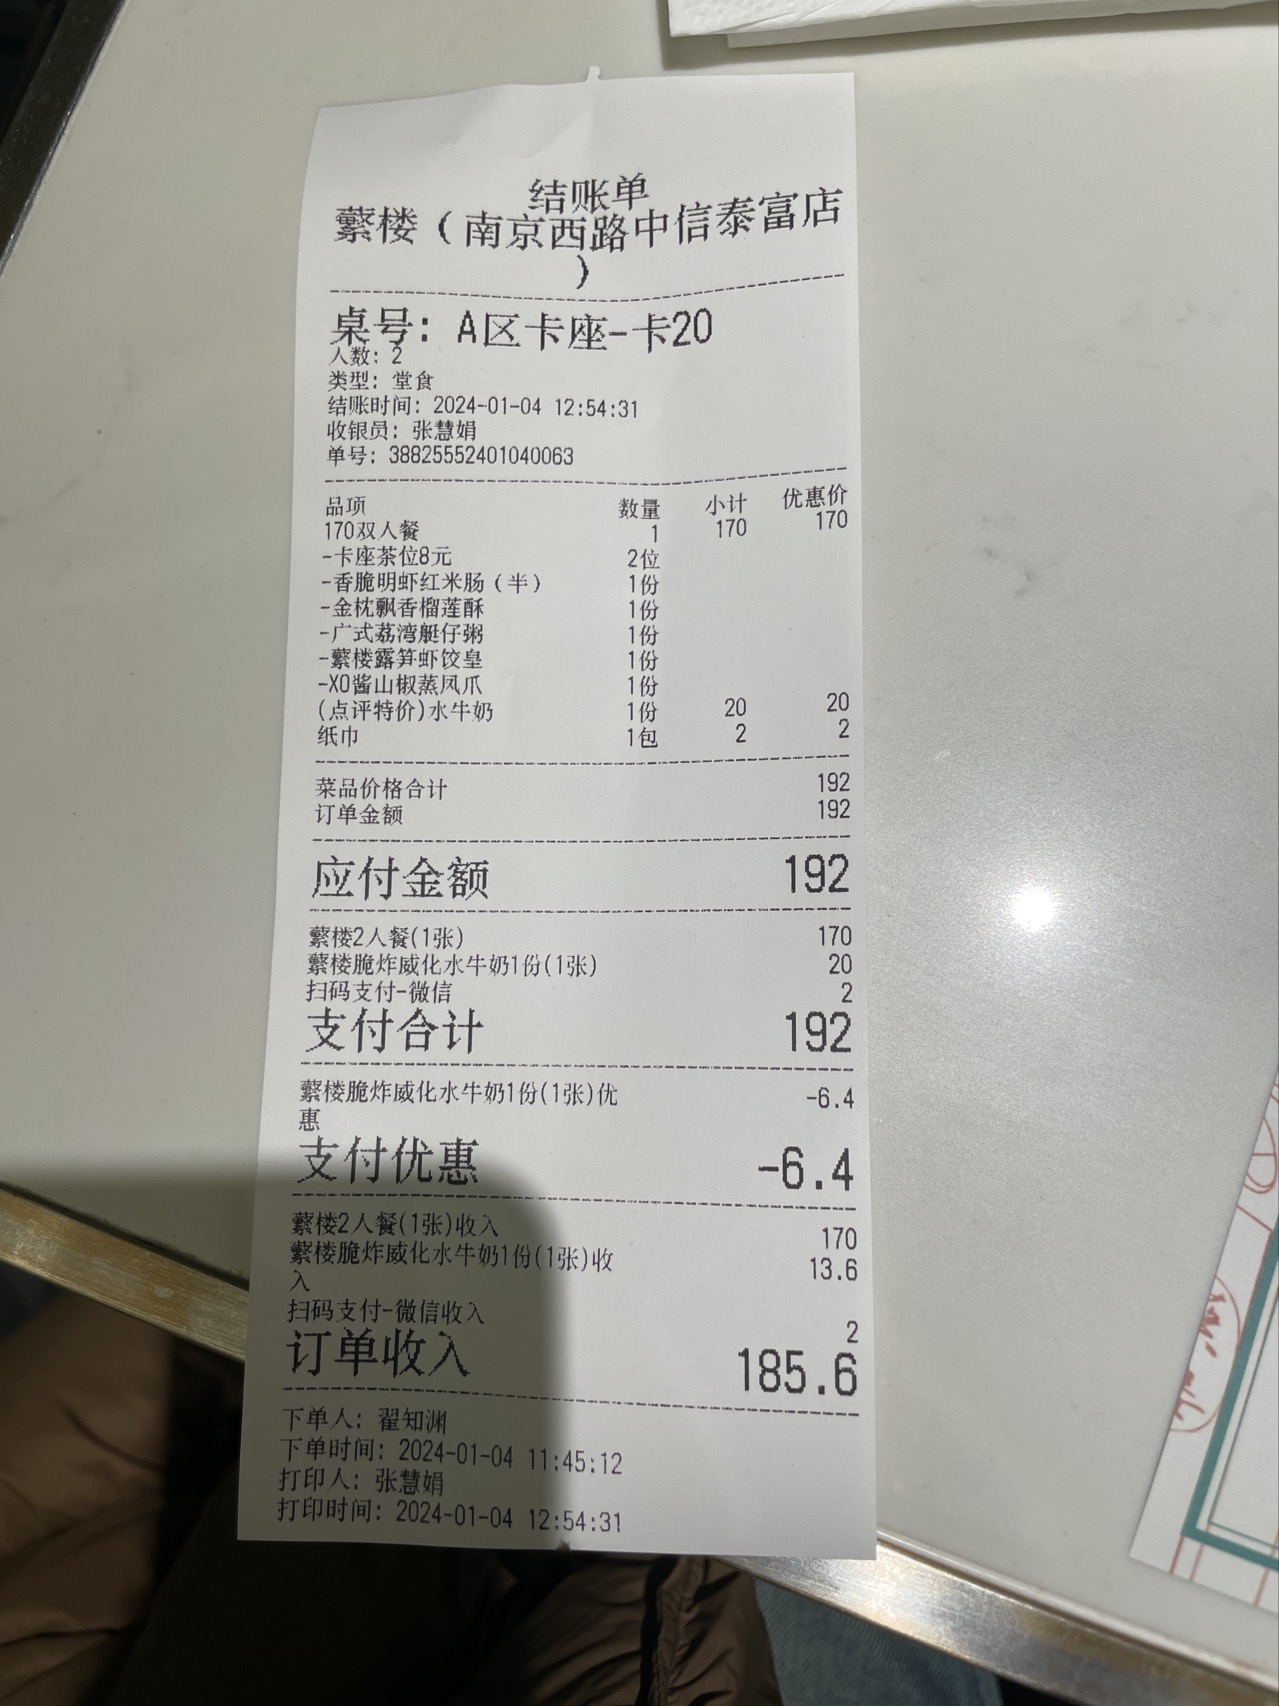 结账单
蘩楼（南京西路中信泰富店
）
桌号：A区卡座-卡20
人数：2
类型：堂食
结账时间：2024-01-04 12:54:31
收银员：张慧娟
单号：38825552401040063
品项 数量 小计 优惠价
170双人餐 1 170 170
-卡座茶位8元 2位
-香脆明虾红米肠（半） 1份
-金枕飘香榴莲酥 1份
-广式荔湾艇仔粥 1份
-蘩楼露笋虾饺皇 1份
-XO酱山椒蒸凤爪 1份
(点评特价)水牛奶 1份 20 20
纸巾 1包 2 2
菜品价格合计 192
订单金额 192
应付金额 192
蘩楼2人餐(1张) 170
蘩楼脆炸威化水牛奶1份(1张) 20
扫码支付-微信 2
支付合计 192
蘩楼脆炸威化水牛奶1份(1张)优 -6.4
惠
支付优惠 -6.4
蘩楼2人餐(1张)收入 170
蘩楼脆炸威化水牛奶1份(1张)收 13.6
入
扫码支付-微信收入 2
订单收入 185.6
下单人：翟知渊
下单时间：2024-01-04 11:45:12
打印人：张慧娟
打印时间：2024-01-04 12:54:31